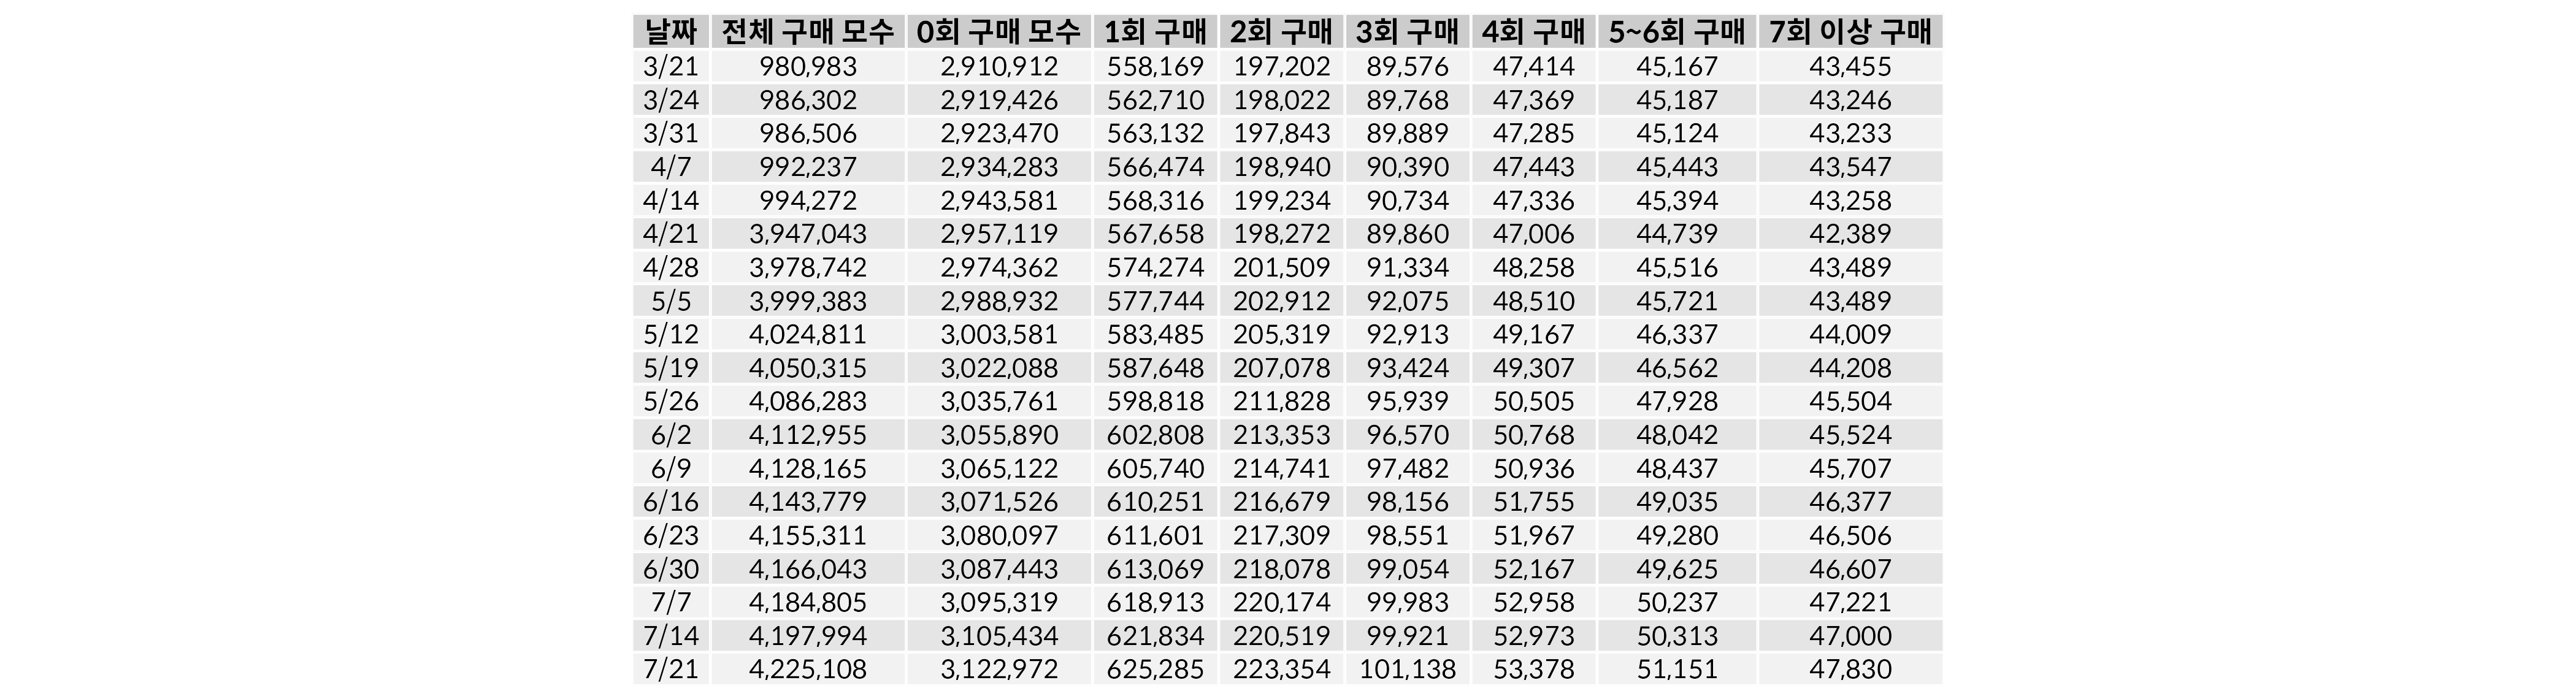 날짜 전체 구매 모수 0회 구매 모수 1회 구매 2회 구매 3회 구매 4회 구매 5~6회 구매 7회 이상 구매
3/21 980,983 2,910,912 558,169 197,202 89,576 47,414 45,167 43,455
3/24 986,302 2,919,426 562,710 198,022 89,768 47,369 45,187 43,246
3/31 986,506 2,923,470 563,132 197,843 89,889 47,285 45,124 43,233
4/7 992,237 2,934,283 566,474 198,940 90,390 47,443 45,443 43,547
4/14 994,272 2,943,581 568,316 199,234 90,734 47,336 45,394 43,258
4/21 3,947,043 2,957,119 567,658 198,272 89,860 47,006 44,739 42,389
4/28 3,978,742 2,974,362 574,274 201,509 91,334 48,258 45,516 43,489
5/5 3,999,383 2,988,932 577,744 202,912 92,075 48,510 45,721 43,489
5/12 4,024,811 3,003,581 583,485 205,319 92,913 49,167 46,337 44,009
5/19 4,050,315 3,022,088 587,648 207,078 93,424 49,307 46,562 44,208
5/26 4,086,283 3,035,761 598,818 211,828 95,939 50,505 47,928 45,504
6/2 4,112,955 3,055,890 602,808 213,353 96,570 50,768 48,042 45,524
6/9 4,128,165 3,065,122 605,740 214,741 97,482 50,936 48,437 45,707
6/16 4,143,779 3,071,526 610,251 216,679 98,156 51,755 49,035 46,377
6/23 4,155,311 3,080,097 611,601 217,309 98,551 51,967 49,280 46,506
6/30 4,166,043 3,087,443 613,069 218,078 99,054 52,167 49,625 46,607
7/7 4,184,805 3,095,319 618,913 220,174 99,983 52,958 50,237 47,221
7/14 4,197,994 3,105,434 621,834 220,519 99,921 52,973 50,313 47,000
7/21 4,225,108 3,122,972 625,285 223,354 101,138 53,378 51,151 47,830